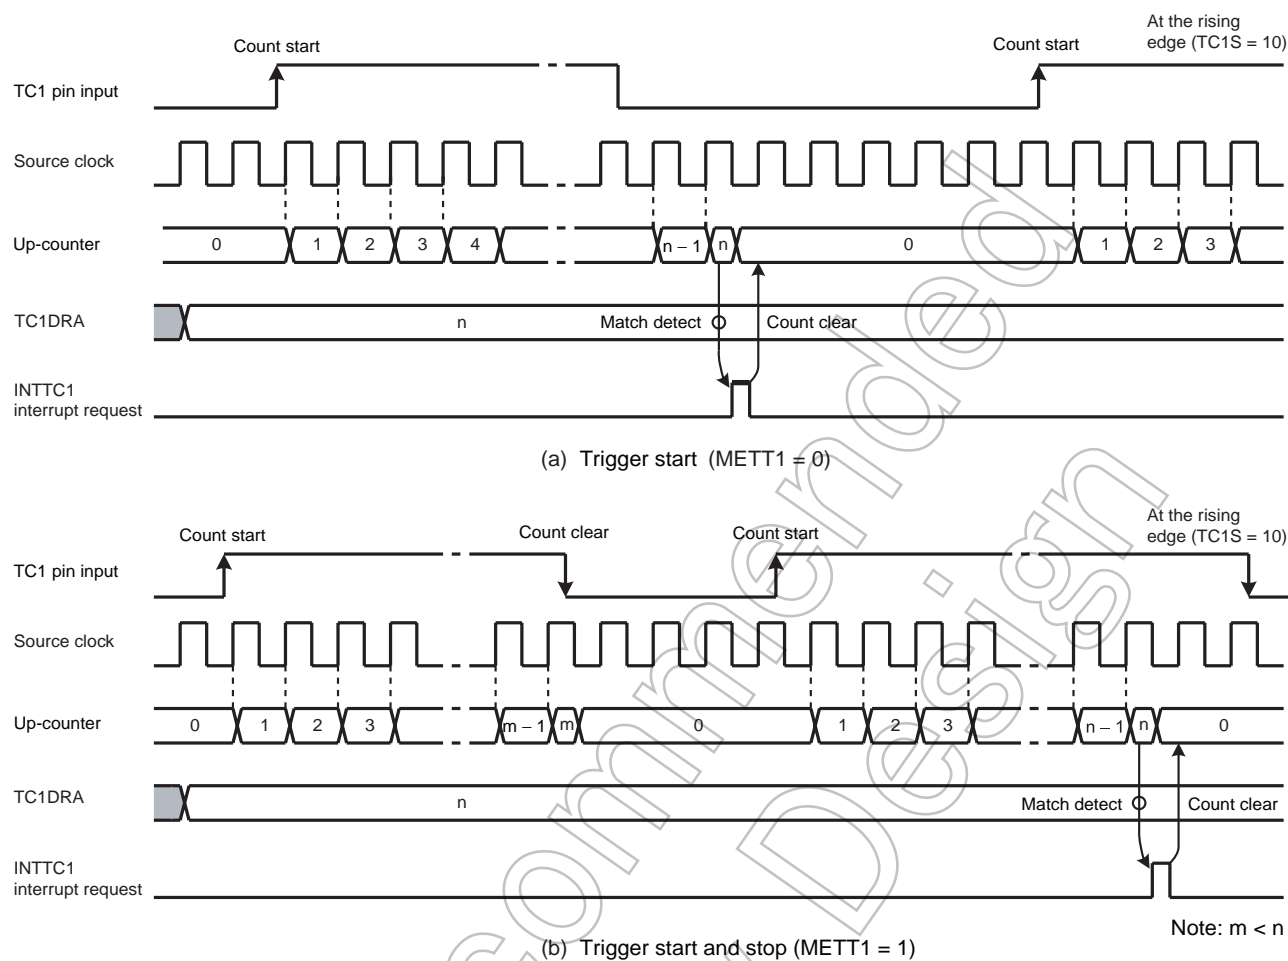 At the rising
edge (TC1S = 10)
Count start
Count start
TC1 pin input
Source clock
Up-counter
0
1
2
3
4
n – 1
n
0
1
2
3
TC1DRA
n
Match detect
Count clear
INTTC1
interrupt request
(a) Trigger start (METT1 = 0)
At the rising
edge (TC1S = 10)
Count start
Count clear
Count start
TC1 pin input
Source clock
Up-counter
0
1
2
3
m – 1
m
0
1
2
3
n – 1
n
0
TC1DRA
n
Match detect
Count clear
INTTC1
interrupt request
Note: m < n
(b) Trigger start and stop (METT1 = 1)
commended
Design